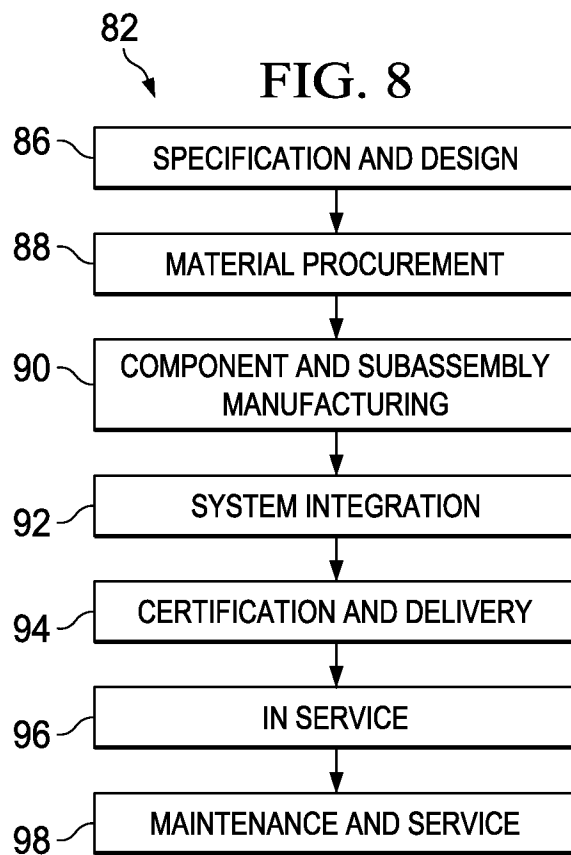 82
FIG. 8
86
SPECIFICATION AND DESIGN
88
MATERIAL PROCUREMENT
90
COMPONENT AND SUBASSEMBLY
MANUFACTURING
92
SYSTEM INTEGRATION
94
CERTIFICATION AND DELIVERY
96
IN SERVICE
98
MAINTENANCE AND SERVICE